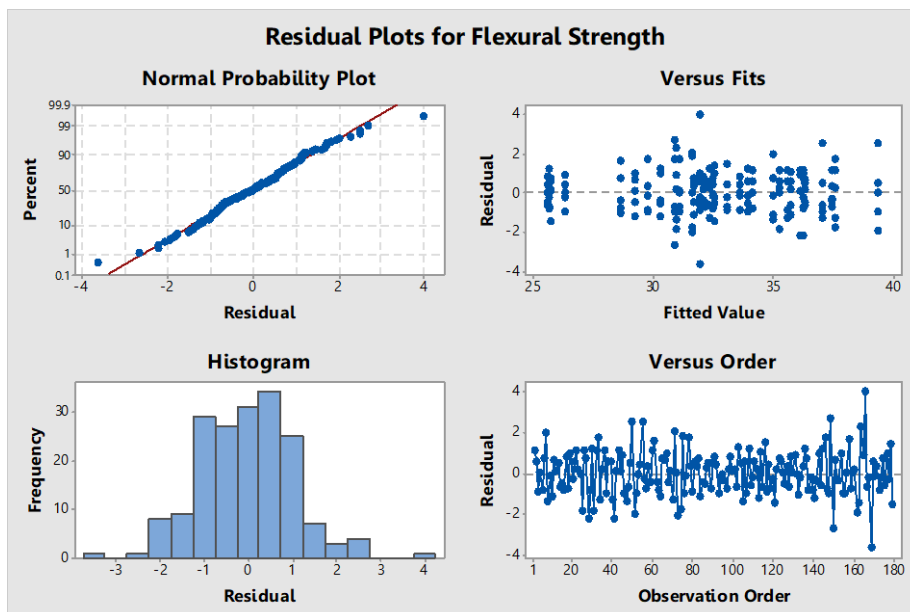 Residual Plots for Flexural Strength
Normal Probability Plot
99.9
99
90
50
10
1
0.1
Percent
-4 -2 0 2 4
Residual
Versus Fits
4
2
0
-2
-4
Residual
25 30 35 40
Fitted Value
Histogram
30
20
10
0
Frequency
-3 -2 -1 0 1 2 3 4
Residual
Versus Order
4
2
0
-2
-4
Residual
1 20 40 60 80 100 120 140 160 180
Observation Order